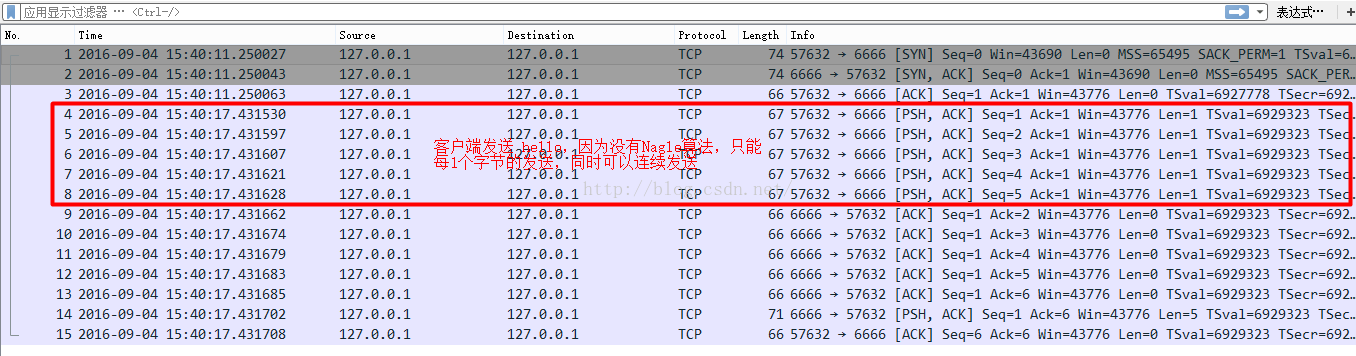 应用显示过滤器 … <Ctrl-/> 表达式… +
No. Time Source Destination Protocol Length Info
1 2016-09-04 15:40:11.250027 127.0.0.1 127.0.0.1 TCP 74 57632 → 6666 [SYN] Seq=0 Win=43690 Len=0 MSS=65495 SACK_PERM=1 TSval=6…
2 2016-09-04 15:40:11.250043 127.0.0.1 127.0.0.1 TCP 74 6666 → 57632 [SYN, ACK] Seq=0 Ack=1 Win=43690 Len=0 MSS=65495 SACK_PER…
3 2016-09-04 15:40:11.250063 127.0.0.1 127.0.0.1 TCP 66 57632 → 6666 [ACK] Seq=1 Ack=1 Win=43776 Len=0 TSval=6927778 TSecr=692…
4 2016-09-04 15:40:17.431530 127.0.0.1 127.0.0.1 TCP 67 57632 → 6666 [PSH, ACK] Seq=1 Ack=1 Win=43776 Len=1 TSval=6929323 TSec…
5 2016-09-04 15:40:17.431597 127.0.0.1 127.0.0.1 TCP 67 57632 → 6666 [PSH, ACK] Seq=2 Ack=1 Win=43776 Len=1 TSval=6929323 TSec…
6 2016-09-04 15:40:17.431607 127.0.0.1 127.0.0.1 TCP 67 57632 → 6666 [PSH, ACK] Seq=3 Ack=1 Win=43776 Len=1 TSval=6929323 TSec…
客户端发送 hello, 因为没有Nagle算法, 只能
每1个字节的发送, 同时可以连续发送
7 2016-09-04 15:40:17.431621 127.0.0.1 127.0.0.1 TCP 67 57632 → 6666 [PSH, ACK] Seq=4 Ack=1 Win=43776 Len=1 TSval=6929323 TSec…
8 2016-09-04 15:40:17.431628 127.0.0.1 127.0.0.1 TCP 67 57632 → 6666 [PSH, ACK] Seq=5 Ack=1 Win=43776 Len=1 TSval=6929323 TSec…
http://blog.csdn.net/
9 2016-09-04 15:40:17.431662 127.0.0.1 127.0.0.1 TCP 66 6666 → 57632 [ACK] Seq=1 Ack=2 Win=43776 Len=0 TSval=6929323 TSecr=692…
10 2016-09-04 15:40:17.431674 127.0.0.1 127.0.0.1 TCP 66 6666 → 57632 [ACK] Seq=1 Ack=3 Win=43776 Len=0 TSval=6929323 TSecr=692…
11 2016-09-04 15:40:17.431679 127.0.0.1 127.0.0.1 TCP 66 6666 → 57632 [ACK] Seq=1 Ack=4 Win=43776 Len=0 TSval=6929323 TSecr=692…
12 2016-09-04 15:40:17.431683 127.0.0.1 127.0.0.1 TCP 66 6666 → 57632 [ACK] Seq=1 Ack=5 Win=43776 Len=0 TSval=6929323 TSecr=692…
13 2016-09-04 15:40:17.431685 127.0.0.1 127.0.0.1 TCP 66 6666 → 57632 [ACK] Seq=1 Ack=6 Win=43776 Len=0 TSval=6929323 TSecr=692…
14 2016-09-04 15:40:17.431702 127.0.0.1 127.0.0.1 TCP 71 6666 → 57632 [PSH, ACK] Seq=1 Ack=6 Win=43776 Len=5 TSval=6929323 TSec…
15 2016-09-04 15:40:17.431708 127.0.0.1 127.0.0.1 TCP 66 57632 → 6666 [ACK] Seq=6 Ack=6 Win=43776 Len=0 TSval=6929323 TSecr=692…